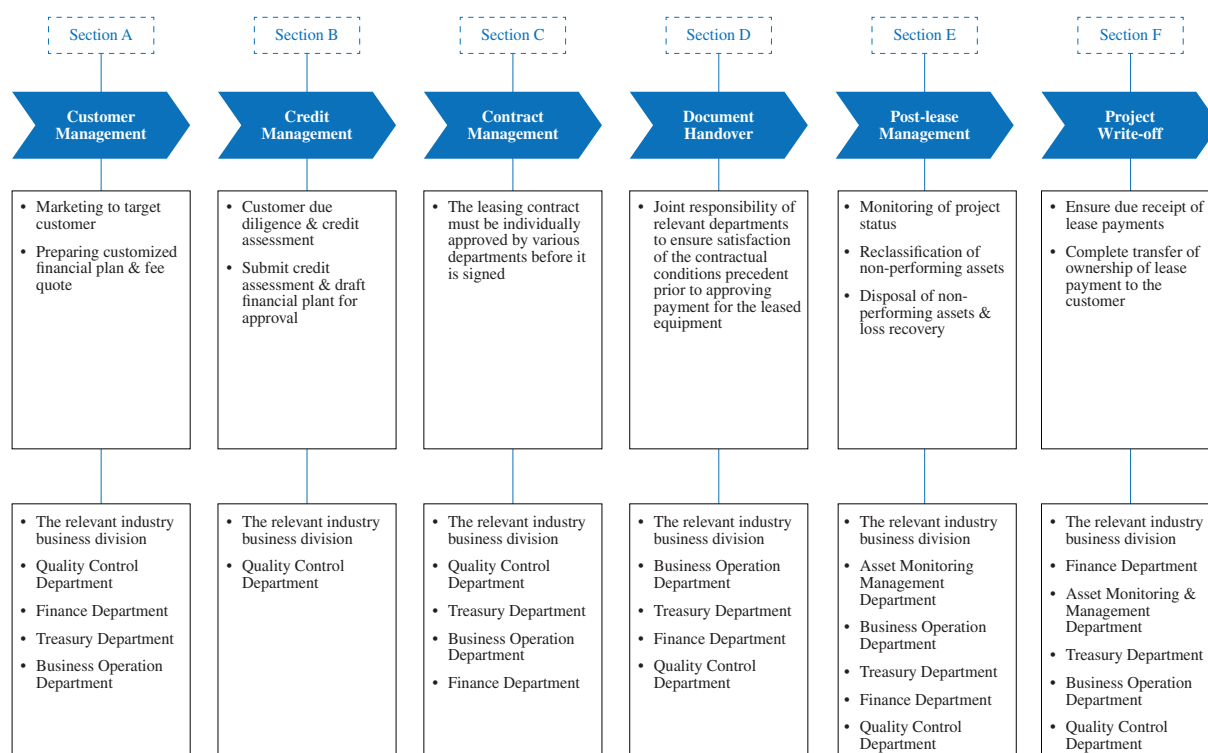 Section A
Section B
Section C
Section D
Section E
Section F
Customer
Management
Credit
Management
Contract
Management
Document
Handover
Post-lease
Management
Project
Write-off
• Marketing to target
customer
• Preparing customized
financial plan & fee
quote
• Customer due
diligence & credit
assessment
• Submit credit
assessment & draft
financial plant for
approval
• The leasing contract
must be individually
approved by various
departments before it
is signed
• Joint responsibility of
relevant departments
to ensure satisfaction
of the contractual
conditions precedent
prior to approving
payment for the leased
equipment
• Monitoring of project
status
• Reclassification of
non-performing assets
• Disposal of non-
performing assets &
loss recovery
• Ensure due receipt of
lease payments
• Complete transfer of
ownership of lease
payment to the
customer
• The relevant industry
business division
• Quality Control
Department
• Finance Department
• Treasury Department
• Business Operation
Department
• The relevant industry
business division
• Quality Control
Department
• The relevant industry
business division
• Quality Control
Department
• Treasury Department
• Business Operation
Department
• Finance Department
• The relevant industry
business division
• Business Operation
Department
• Treasury Department
• Finance Department
• Quality Control
Department
• The relevant industry
business division
• Asset Monitoring
Management
Department
• Business Operation
Department
• Treasury Department
• Finance Department
• Quality Control
Department
• The relevant industry
business division
• Finance Department
• Asset Monitoring &
Management
Department
• Treasury Department
• Business Operation
Department
• Quality Control
Department